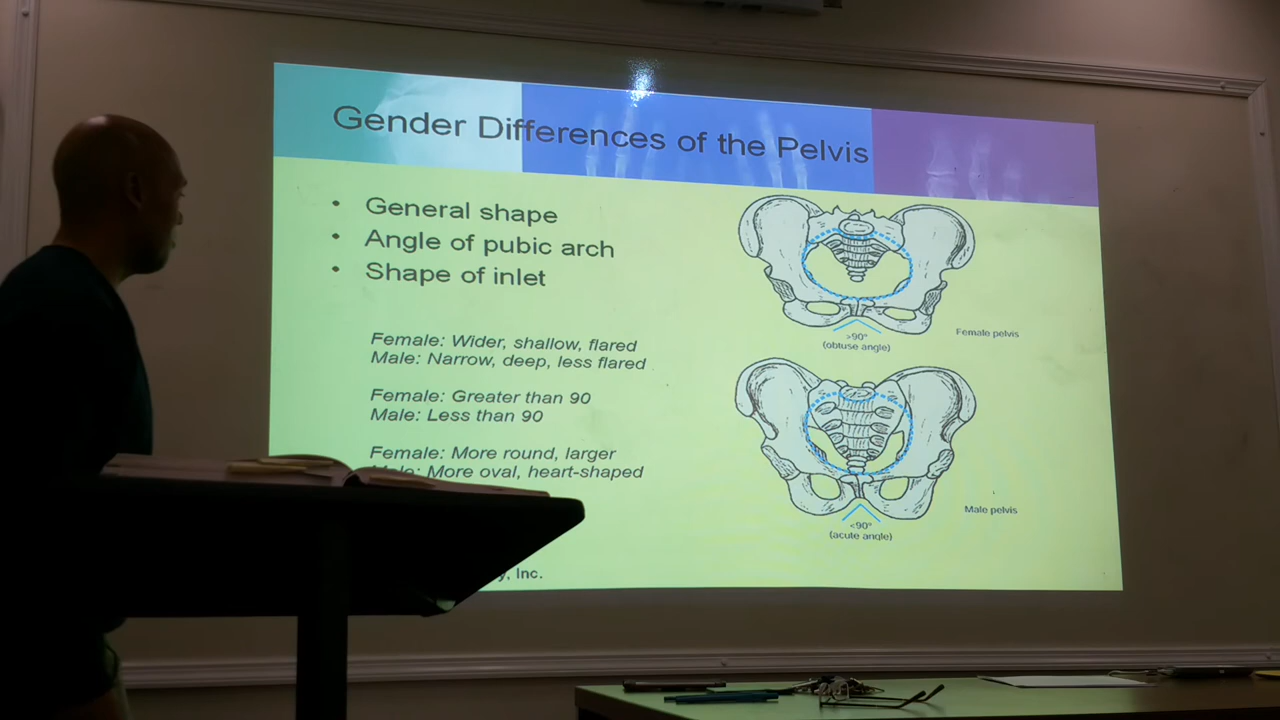 Gender Differences of the Pelvis
• General shape
• Angle of pubic arch
• Shape of inlet
Female: Wider, shallow, flared
Male: Narrow, deep, less flared
Female: Greater than 90
Male: Less than 90
Female: More round, larger
Male: More oval, heart-shaped
>90°
(obtuse angle)
Female pelvis
<90°
(acute angle)
Male pelvis
, Inc.